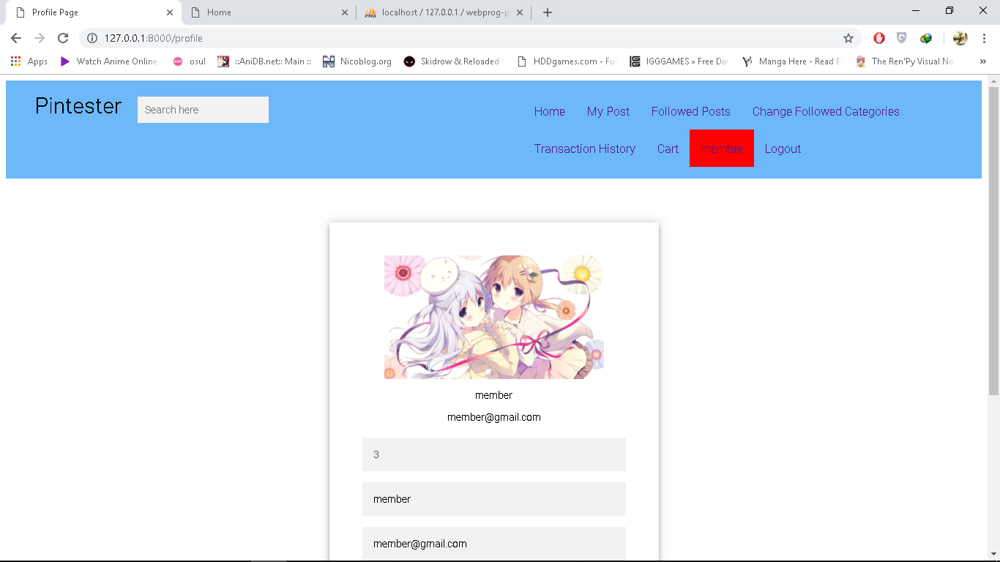 Profile Page
Home
localhost / 127.0.0.1 / webprog-p
127.0.0.1:8000/profile
Apps
Watch Anime Online,
osu!
::AniDB.net:: Main ::
Nicoblog.org
Skidrow & Reloaded
HDDgames.com - Ful
IGGGAMES » Free Do
Manga Here - Read
The Ren'Py Visual No
»
Pintester
Search here
Home My Post Followed Posts Change Followed Categories
Transaction History Cart member Logout
member
member@gmail.com
3
member
member@gmail.com